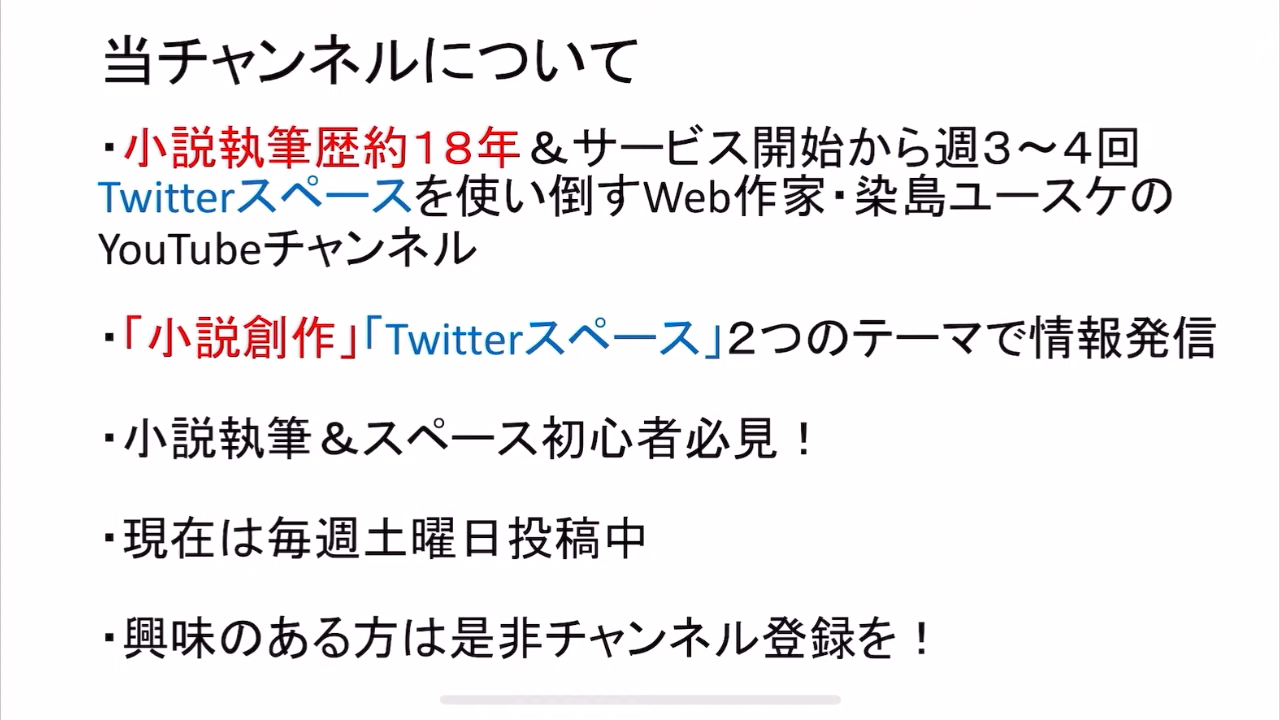 当チャンネルについて
・小説執筆歴約１８年＆サービス開始から週３～４回
Twitterスペースを使い倒すWeb作家・染島ユースケの
YouTubeチャンネル
・「小説創作」「Twitterスペース」２つのテーマで情報発信
・小説執筆＆スペース初心者必見！
・現在は毎週土曜日投稿中
・興味のある方は是非チャンネル登録を！